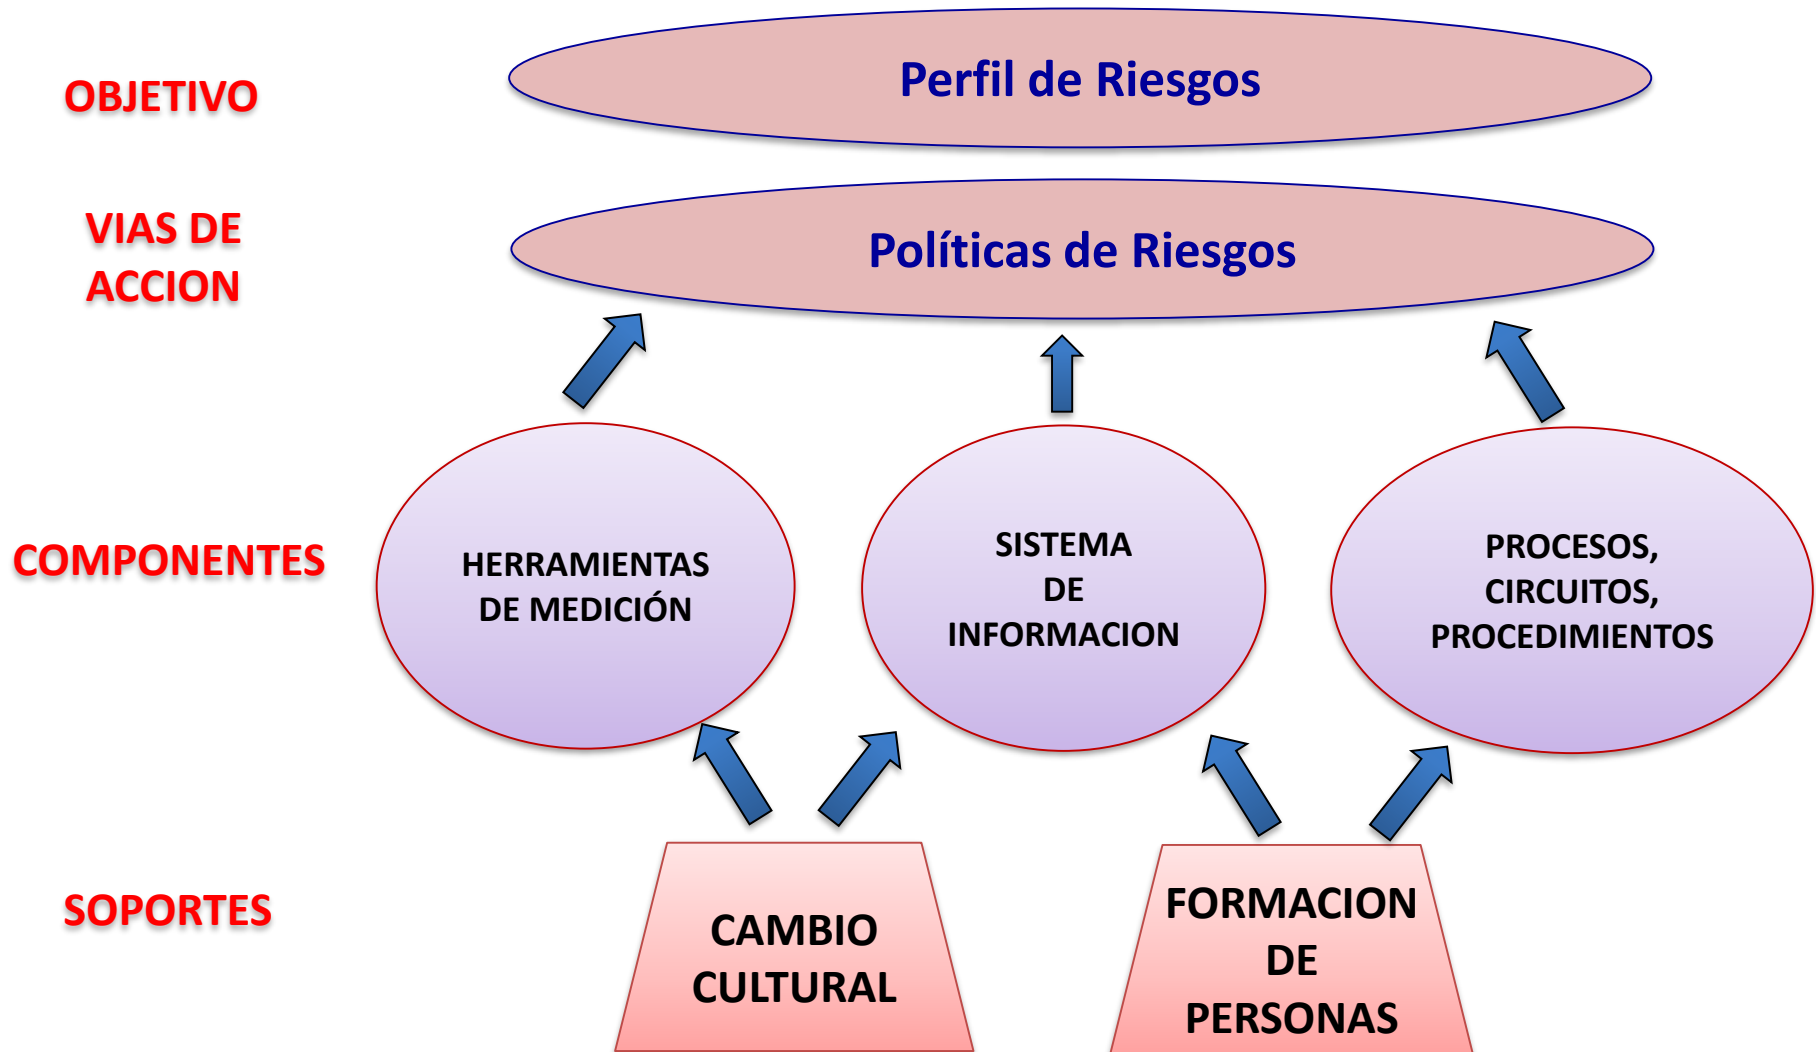 OBJETIVO
Perfil de Riesgos
VIAS DE
ACCION
Políticas de Riesgos
COMPONENTES
HERRAMIENTAS
DE MEDICIÓN
SISTEMA
DE
INFORMACION
PROCESOS,
CIRCUITOS,
PROCEDIMIENTOS
SOPORTES
CAMBIO
CULTURAL
FORMACION
DE
PERSONAS